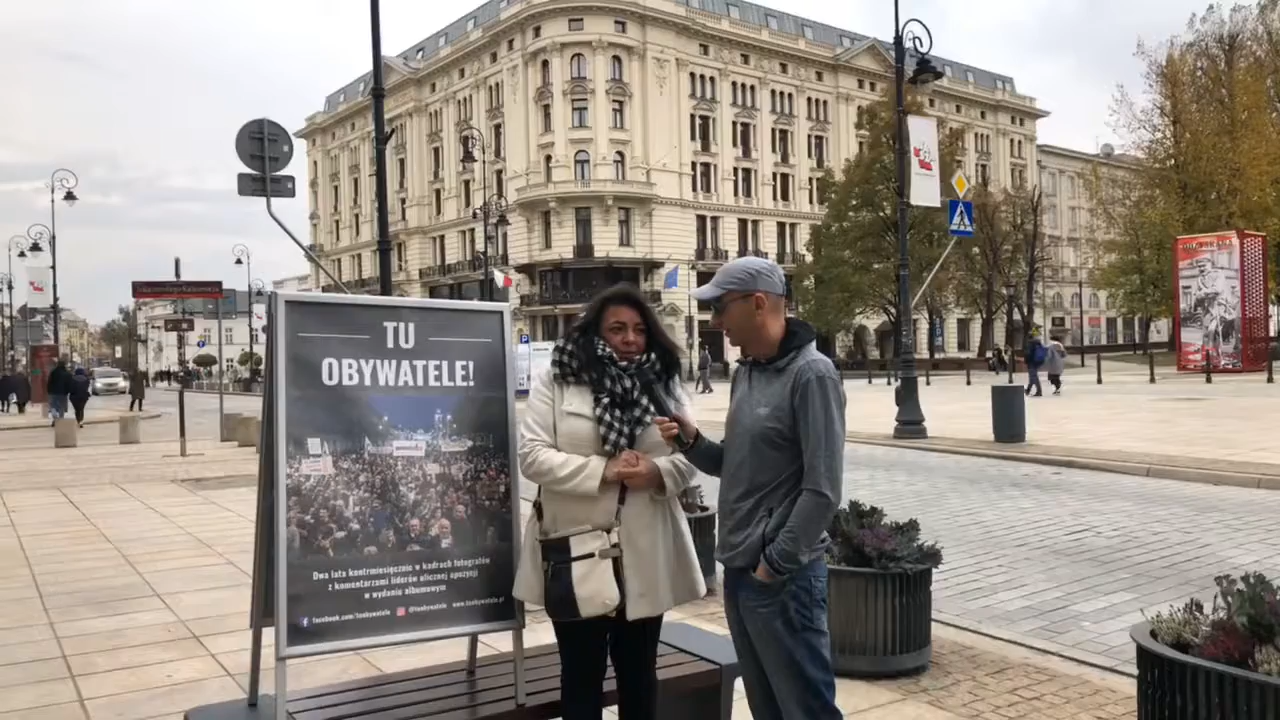 TU
OBYWATELE!
Dwa lata kontrmiesięcznic w kadrach fotografów
z komentarzami liderów ulicznej opozycji
w wydaniu albumowym
facebook.com/tuobywatele @tuobywatele www.tuobywatele.pl